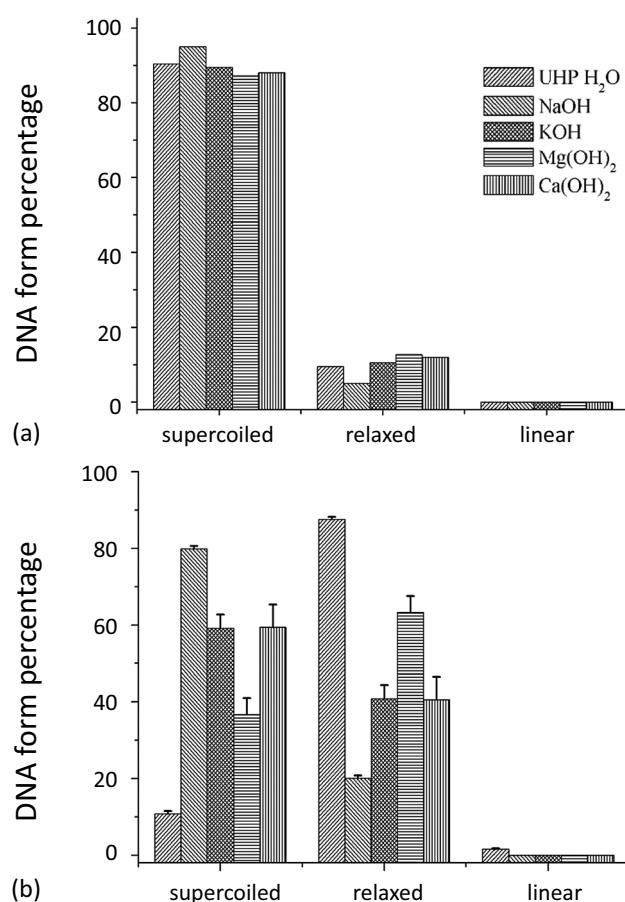 100
80
60
40
20
0
DNA form percentage
UHP H₂O
NaOH
KOH
Mg(OH)₂
Ca(OH)₂
(a)
supercoiled relaxed linear
100
80
60
40
20
0
DNA form percentage
(b)
supercoiled relaxed linear